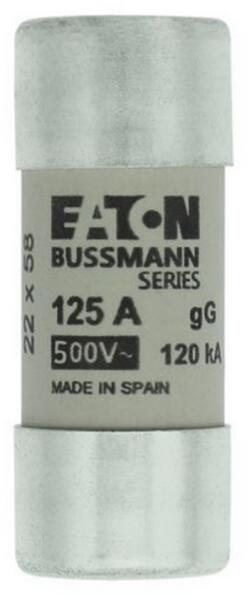 EATON
BUSSMANN
SERIES
125 A gG
500V~ 120 kA
MADE IN SPAIN
22 x 58